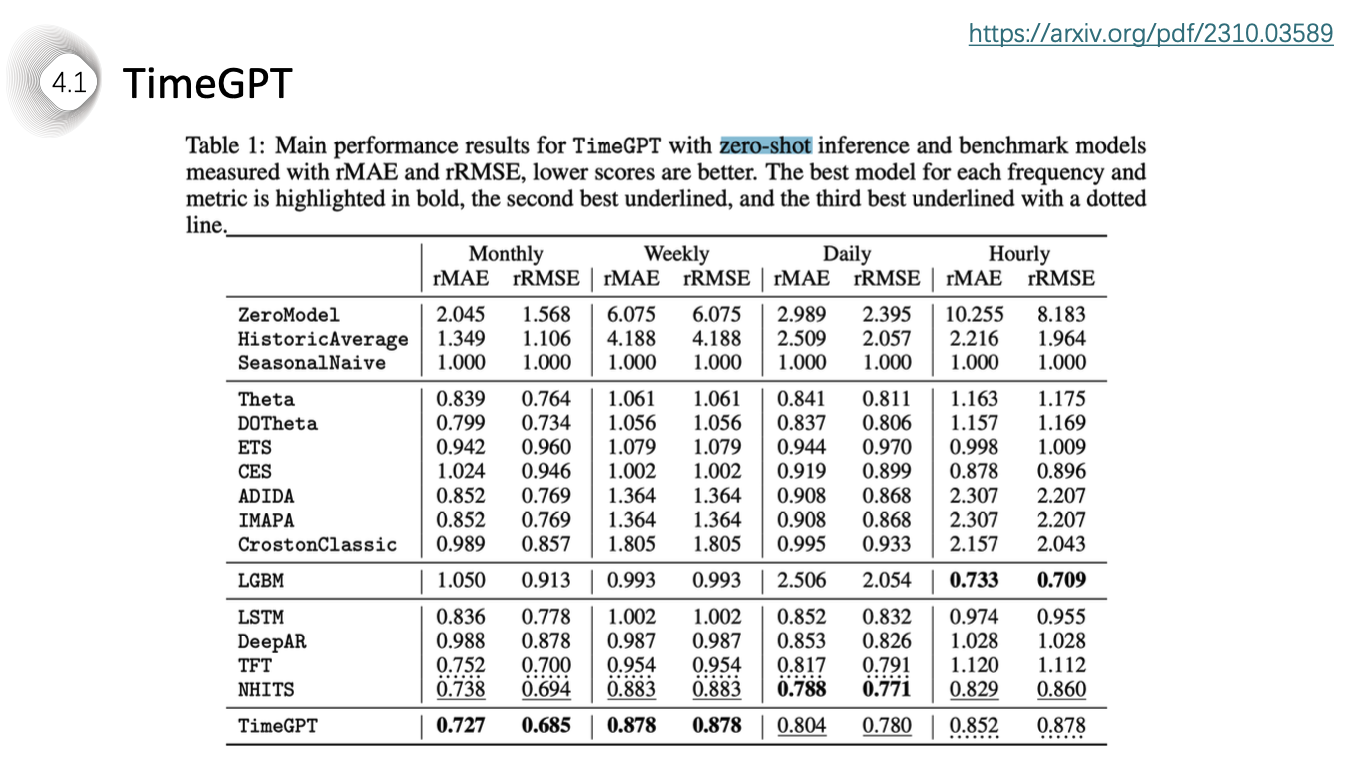 https://arxiv.org/pdf/2310.03589
4.1 TimeGPT
Table 1: Main performance results for TimeGPT with zero-shot inference and benchmark models
measured with rMAE and rRMSE, lower scores are better. The best model for each frequency and
metric is highlighted in bold, the second best underlined, and the third best underlined with a dotted
line.
Monthly Weekly Daily Hourly
rMAE rRMSE rMAE rRMSE rMAE rRMSE rMAE rRMSE
ZeroModel 2.045 1.568 6.075 6.075 2.989 2.395 10.255 8.183
HistoricAverage 1.349 1.106 4.188 4.188 2.509 2.057 2.216 1.964
SeasonalNaive 1.000 1.000 1.000 1.000 1.000 1.000 1.000 1.000
Theta 0.839 0.764 1.061 1.061 0.841 0.811 1.163 1.175
DOTheta 0.799 0.734 1.056 1.056 0.837 0.806 1.157 1.169
ETS 0.942 0.960 1.079 1.079 0.944 0.970 0.998 1.009
CES 1.024 0.946 1.002 1.002 0.919 0.899 0.878 0.896
ADIDA 0.852 0.769 1.364 1.364 0.908 0.868 2.307 2.207
IMAPA 0.852 0.769 1.364 1.364 0.908 0.868 2.307 2.207
CrostonClassic 0.989 0.857 1.805 1.805 0.995 0.933 2.157 2.043
LGBM 1.050 0.913 0.993 0.993 2.506 2.054 0.733 0.709
LSTM 0.836 0.778 1.002 1.002 0.852 0.832 0.974 0.955
DeepAR 0.988 0.878 0.987 0.987 0.853 0.826 1.028 1.028
TFT 0.752 0.700 0.954 0.954 0.817 0.791 1.120 1.112
NHITS 0.738 0.694 0.883 0.883 0.788 0.771 0.829 0.860
TimeGPT 0.727 0.685 0.878 0.878 0.804 0.780 0.852 0.878